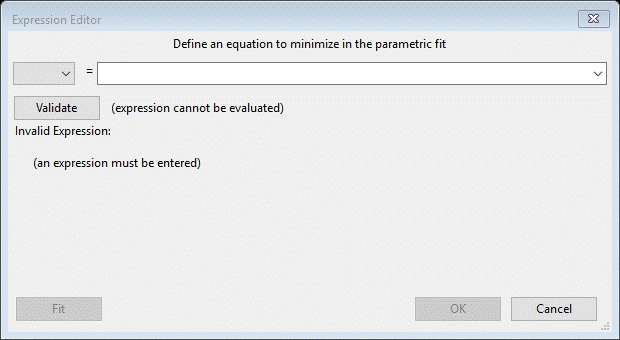 Expression Editor
Define an equation to minimize in the parametric fit
=
Validate (expression cannot be evaluated)
Invalid Expression:
(an expression must be entered)
Fit OK Cancel